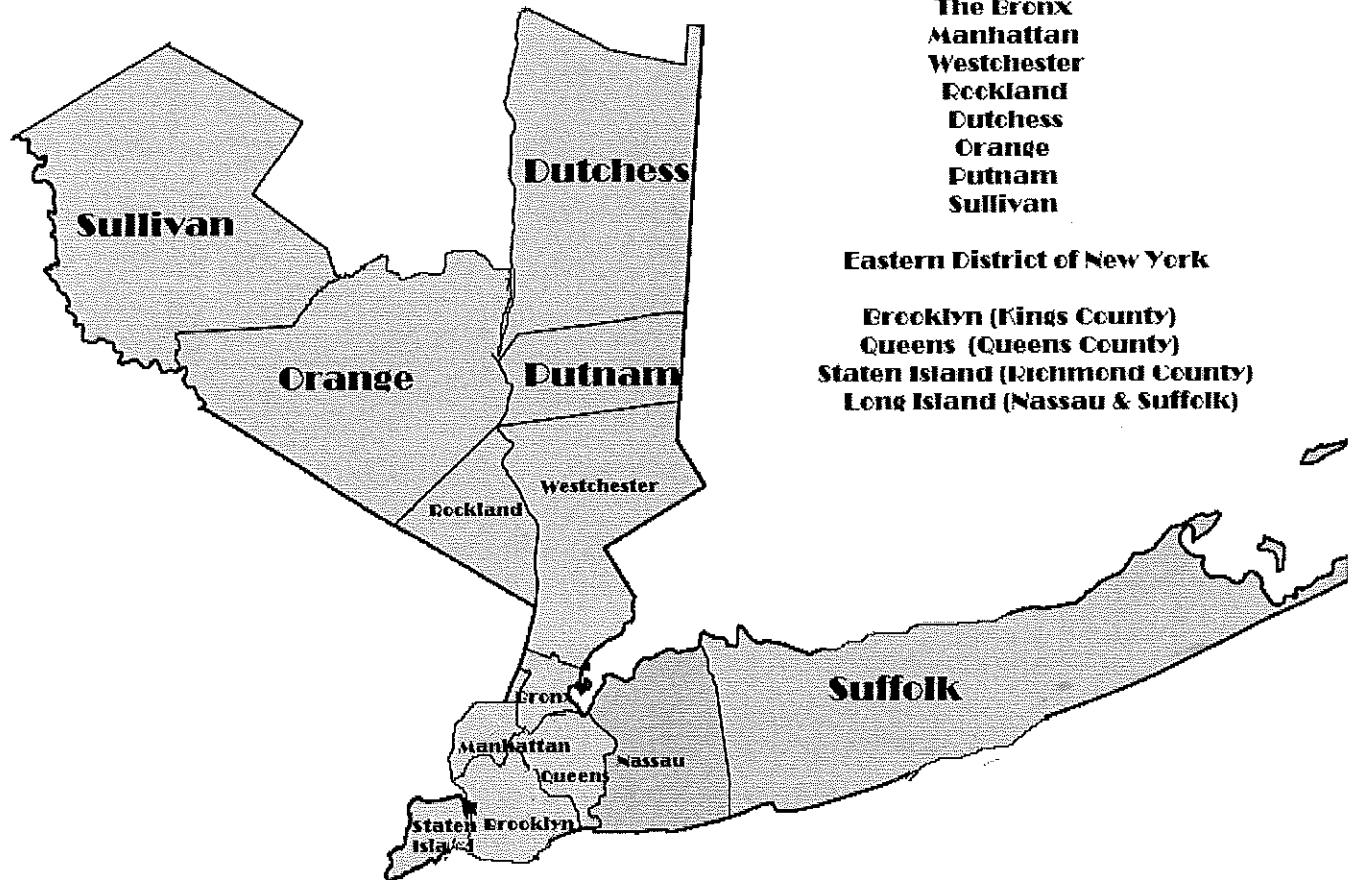 The Bronx
Manhattan
Westchester
Rockland
Dutchess
Orange
Putnam
Sullivan
Eastern District of New York
Brooklyn (Kings County)
Queens (Queens County)
Staten Island (Richmond County)
Long Island (Nassau & Suffolk)
Dutchess
Sullivan
Orange
Putnam
Westchester
Rockland
Suffolk
Bronx
Manhattan
Nassau
Queens
Staten
Island
Brooklyn